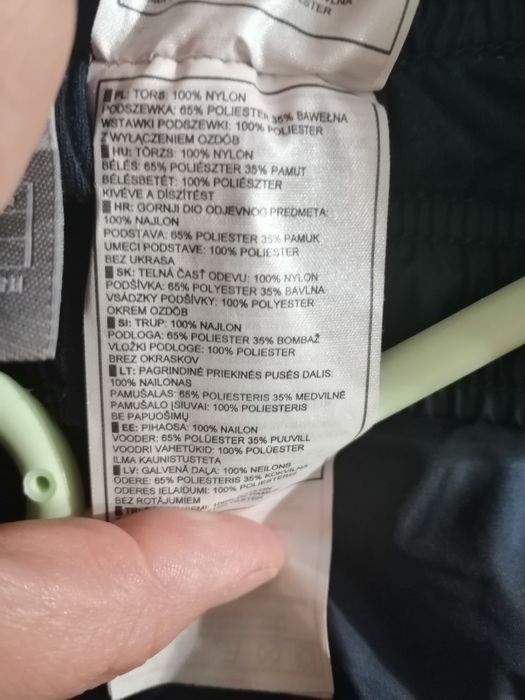 PL: TORS: 100% NYLON
PODSZEWKA: 65% POLIESTER 35% BAWEŁNA
WSTAWKI PODSZEWKI: 100% POLIESTER
Z WYŁĄCZENIEM OZDÓB
HU: TÖRZS: 100% NYLON
BÉLÉS: 65% POLIÉSZTER 35% PAMUT
BÉLÉSBETÉT: 100% POLIÉSZTER
KIVÉVE A DÍSZÍTÉST
HR: GORNJI DIO ODJEVNOG PREDMETA:
100% NAJLON
PODSTAVA: 65% POLIESTER 35% PAMUK
UMECI PODSTAVE: 100% POLIESTER
BEZ UKRASA
SK: TELNÁ ČASŤ ODEVU: 100% NYLON
PODŠÍVKA: 65% POLYESTER 35% BAVLNA
VSÁDZKY PODŠÍVKY: 100% POLYESTER
OKREM OZDÔB
SI: TRUP: 100% NAJLON
PODLOGA: 65% POLIESTER 35% BOMBAŽ
VLOŽKI PODLOGE: 100% POLIESTER
BREZ OKRASKOV
LT: PAGRINDINĖ PRIEKINĖS PUSĖS DALIS:
100% NAILONAS
PAMUŠALAS: 65% POLIESTERIS 35% MEDVILNĖ
PAMUŠALO ĮSIUVAI: 100% POLIESTERIS
BE PAPUOŠIMŲ
EE: PIHAOSA: 100% NAILON
VOODER: 65% POLÜESTER 35% PUUVILL
VOODRI VAHETÜKID: 100% POLÜESTER
ILMA KAUNISTUSTETA
LV: GALVENĀ DAĻA: 100% NEILONS
ODERE: 65% POLIESTERIS 35% KOKVILNA
ODERES IELAIDUMI: 100% POLIESTERIS
BEZ ROTĀJUMIEM